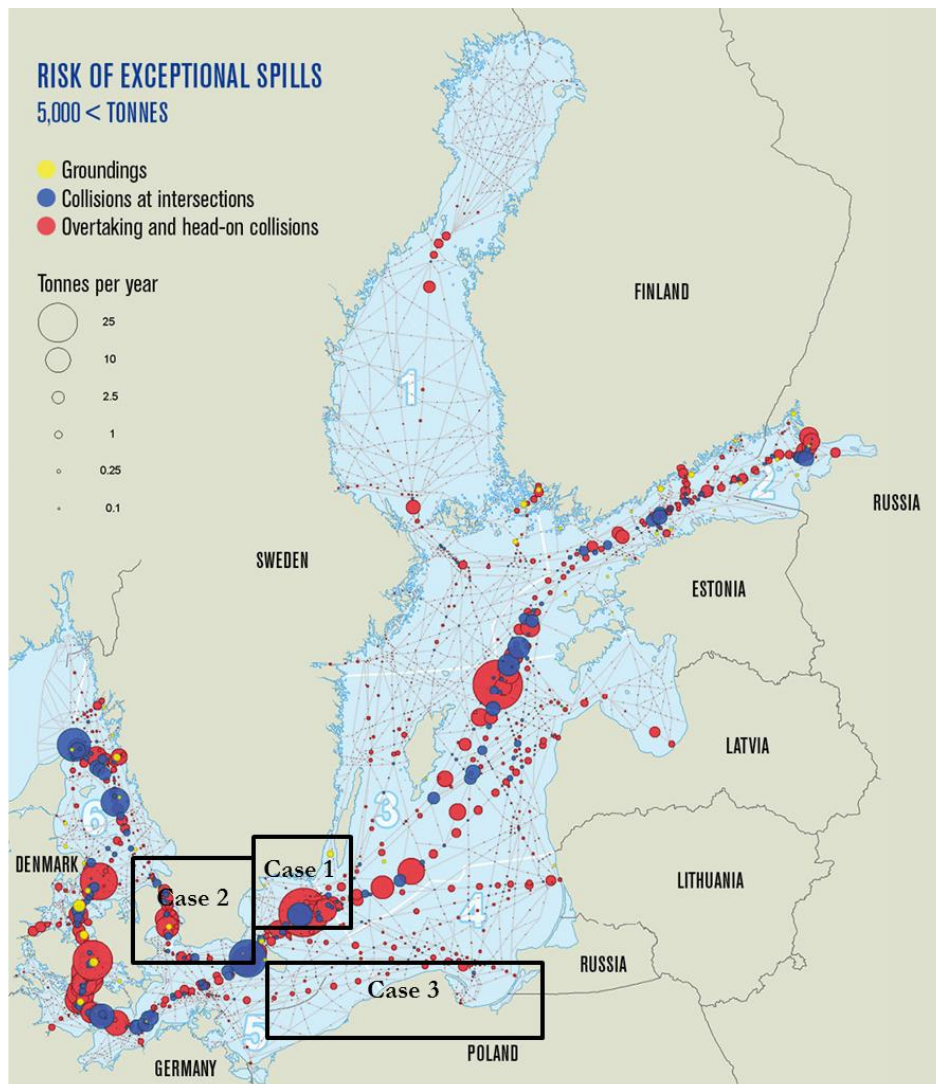 RISK OF EXCEPTIONAL SPILLS
5,000 < TONNES
Groundings
Collisions at intersections
Overtaking and head-on collisions
Tonnes per year
25
10
2.5
1
0.25
0.1
FINLAND
1
2
RUSSIA
SWEDEN
ESTONIA
LATVIA
3
6
DENMARK
Case 1
Case 2
LITHUANIA
4
RUSSIA
Case 3
5
POLAND
GERMANY